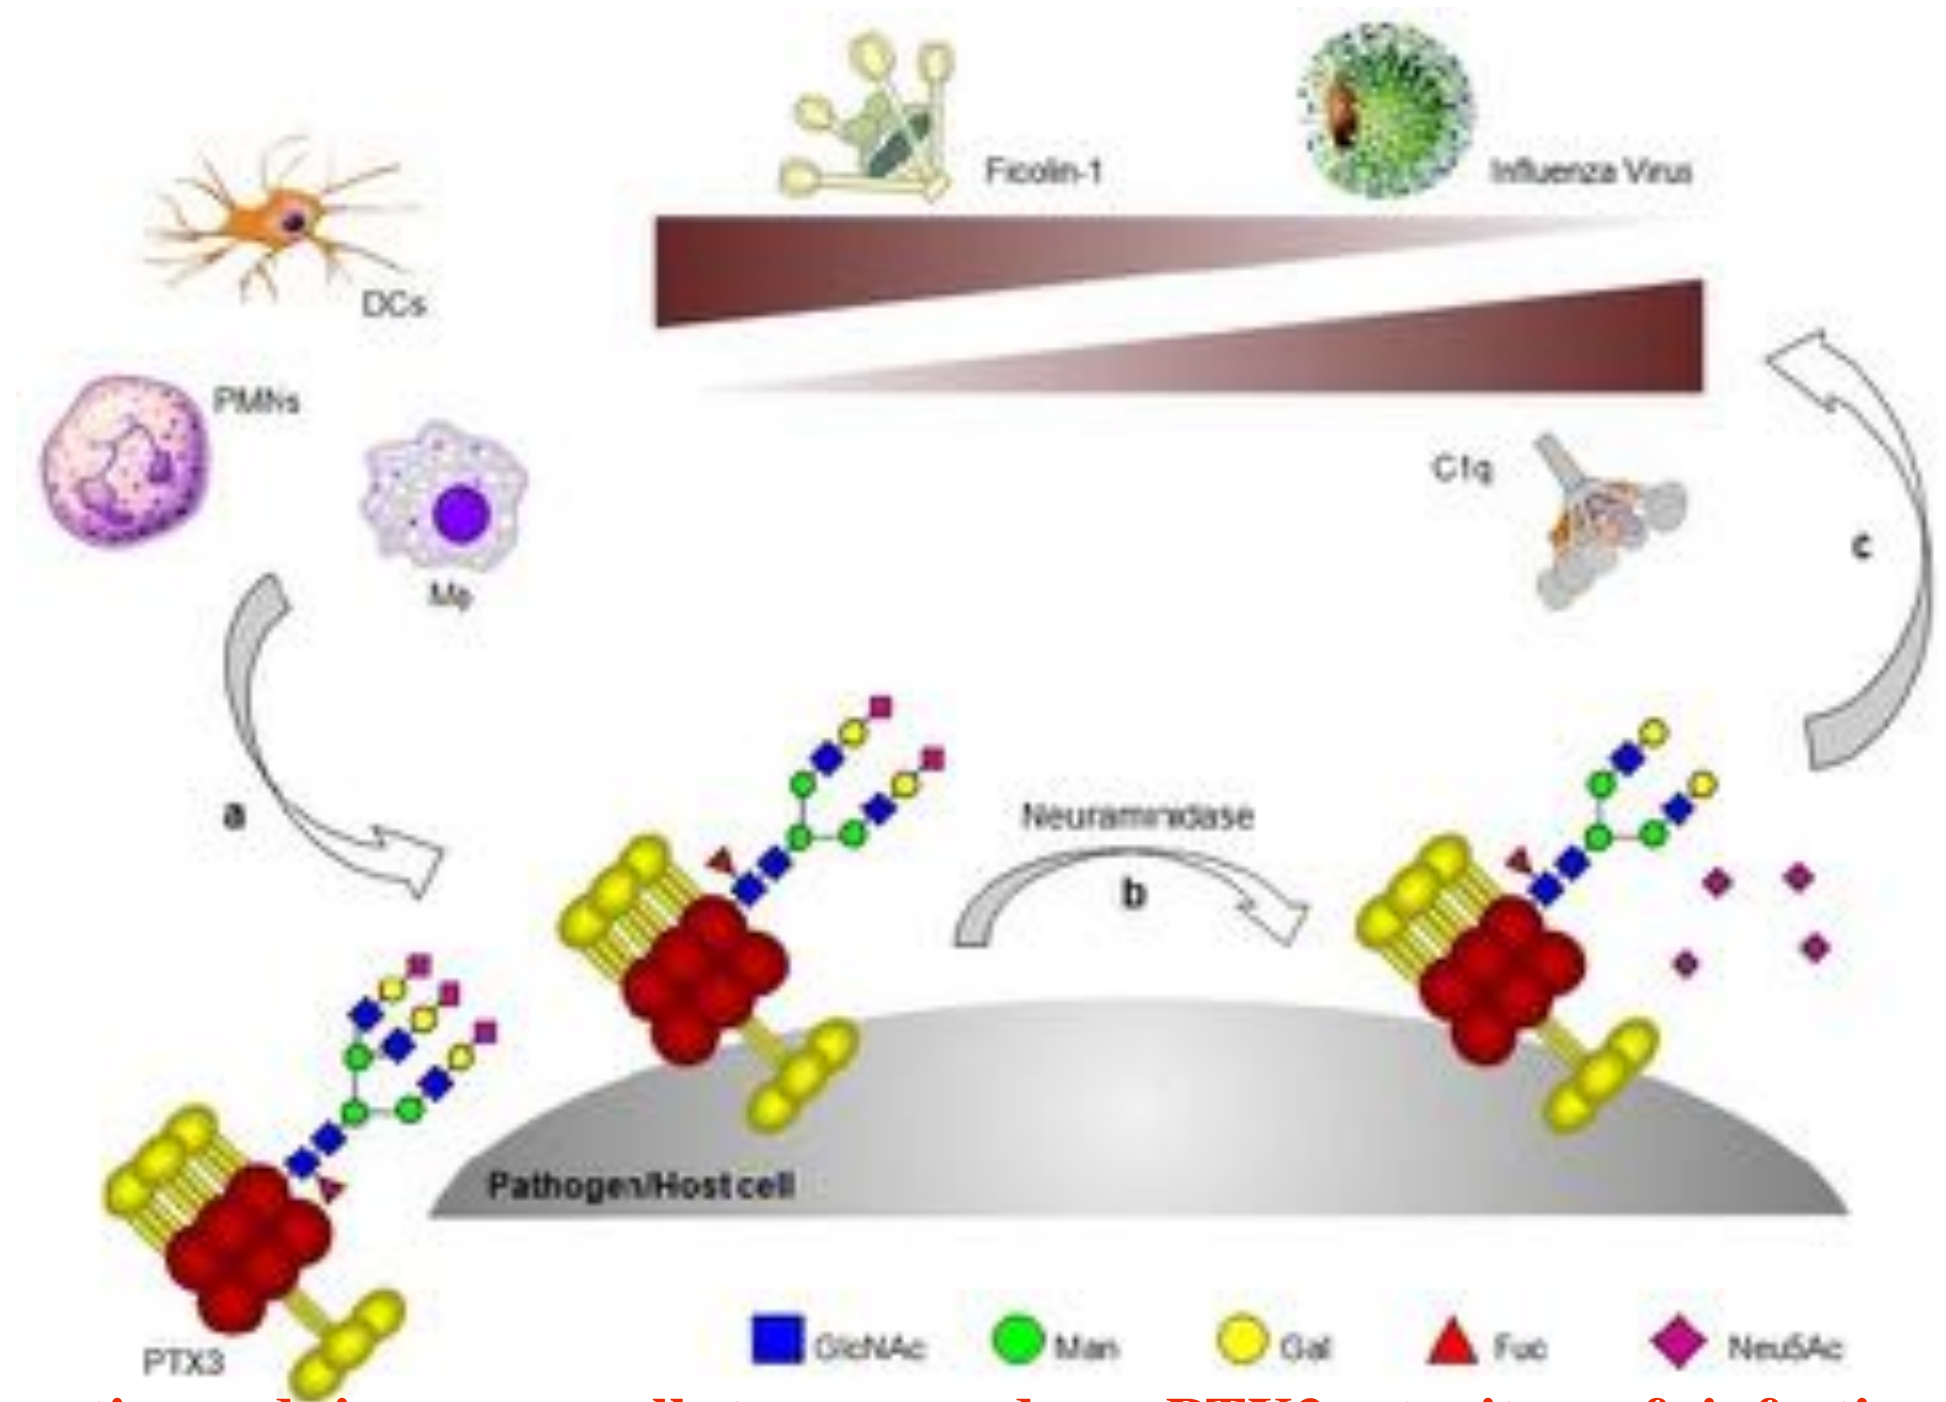 Ficolin-1
Influenza Virus
DCs
PMNs
C1q
c
Mφ
Neuraminidase
a
b
Pathogen/Host cell
PTX3
GlcNAc
Man
Gal
Fuc
Neu5Ac